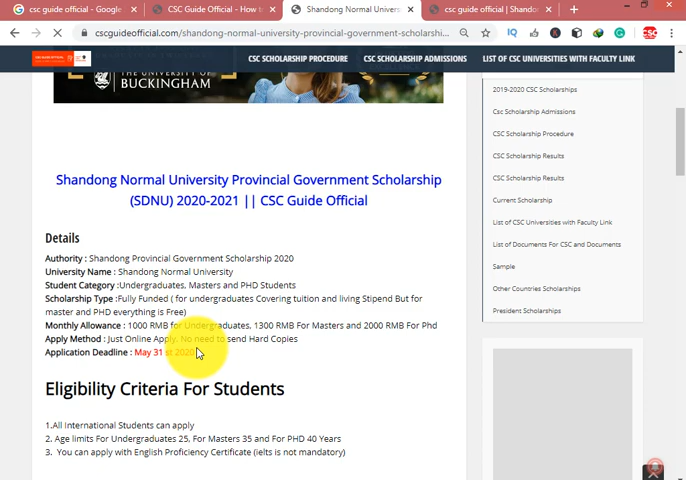 csc guide official - Google
CSC Guide Official - How t
Shandong Normal Univers
csc guide official | Shandon
cscguideofficial.com/shandong-normal-university-provincial-government-scholarship...
CSC SCHOLARSHIP PROCEDURE
CSC SCHOLARSHIP ADMISSIONS
LIST OF CSC UNIVERSITIES WITH FACULTY LINK
THE UNIVERSITY OF
BUCKINGHAM
Shandong Normal University Provincial Government Scholarship
(SDNU) 2020-2021 || CSC Guide Official
Details
Authority : Shandong Provincial Government Scholarship 2020
University Name : Shandong Normal University
Student Category :Undergraduates, Masters and PHD Students
Scholarship Type :Fully Funded ( for undergraduates Covering tuition and living Stipend But for
master and PHD everything is Free)
Monthly Allowance : 1000 RMB for Undergraduates, 1300 RMB For Masters and 2000 RMB For Phd
Apply Method : Just Online Apply. No need to send Hard Copies
Application Deadline : May 31 st 2020
Eligibility Criteria For Students
1.All International Students can apply
2. Age limits For Undergraduates 25, For Masters 35 and For PHD 40 Years
3. You can apply with English Proficiency Certificate (ielts is not mandatory)
2019-2020 CSC Scholarships
Csc Scholarship Admissions
CSC Scholarship Procedure
CSC Scholarship Results
CSC Scholarship Results
Current Scholarship
List of CSC Universities with Faculty Link
List of Documents For CSC and Documents
Sample
Other Countries Scholarships
President Scholarships